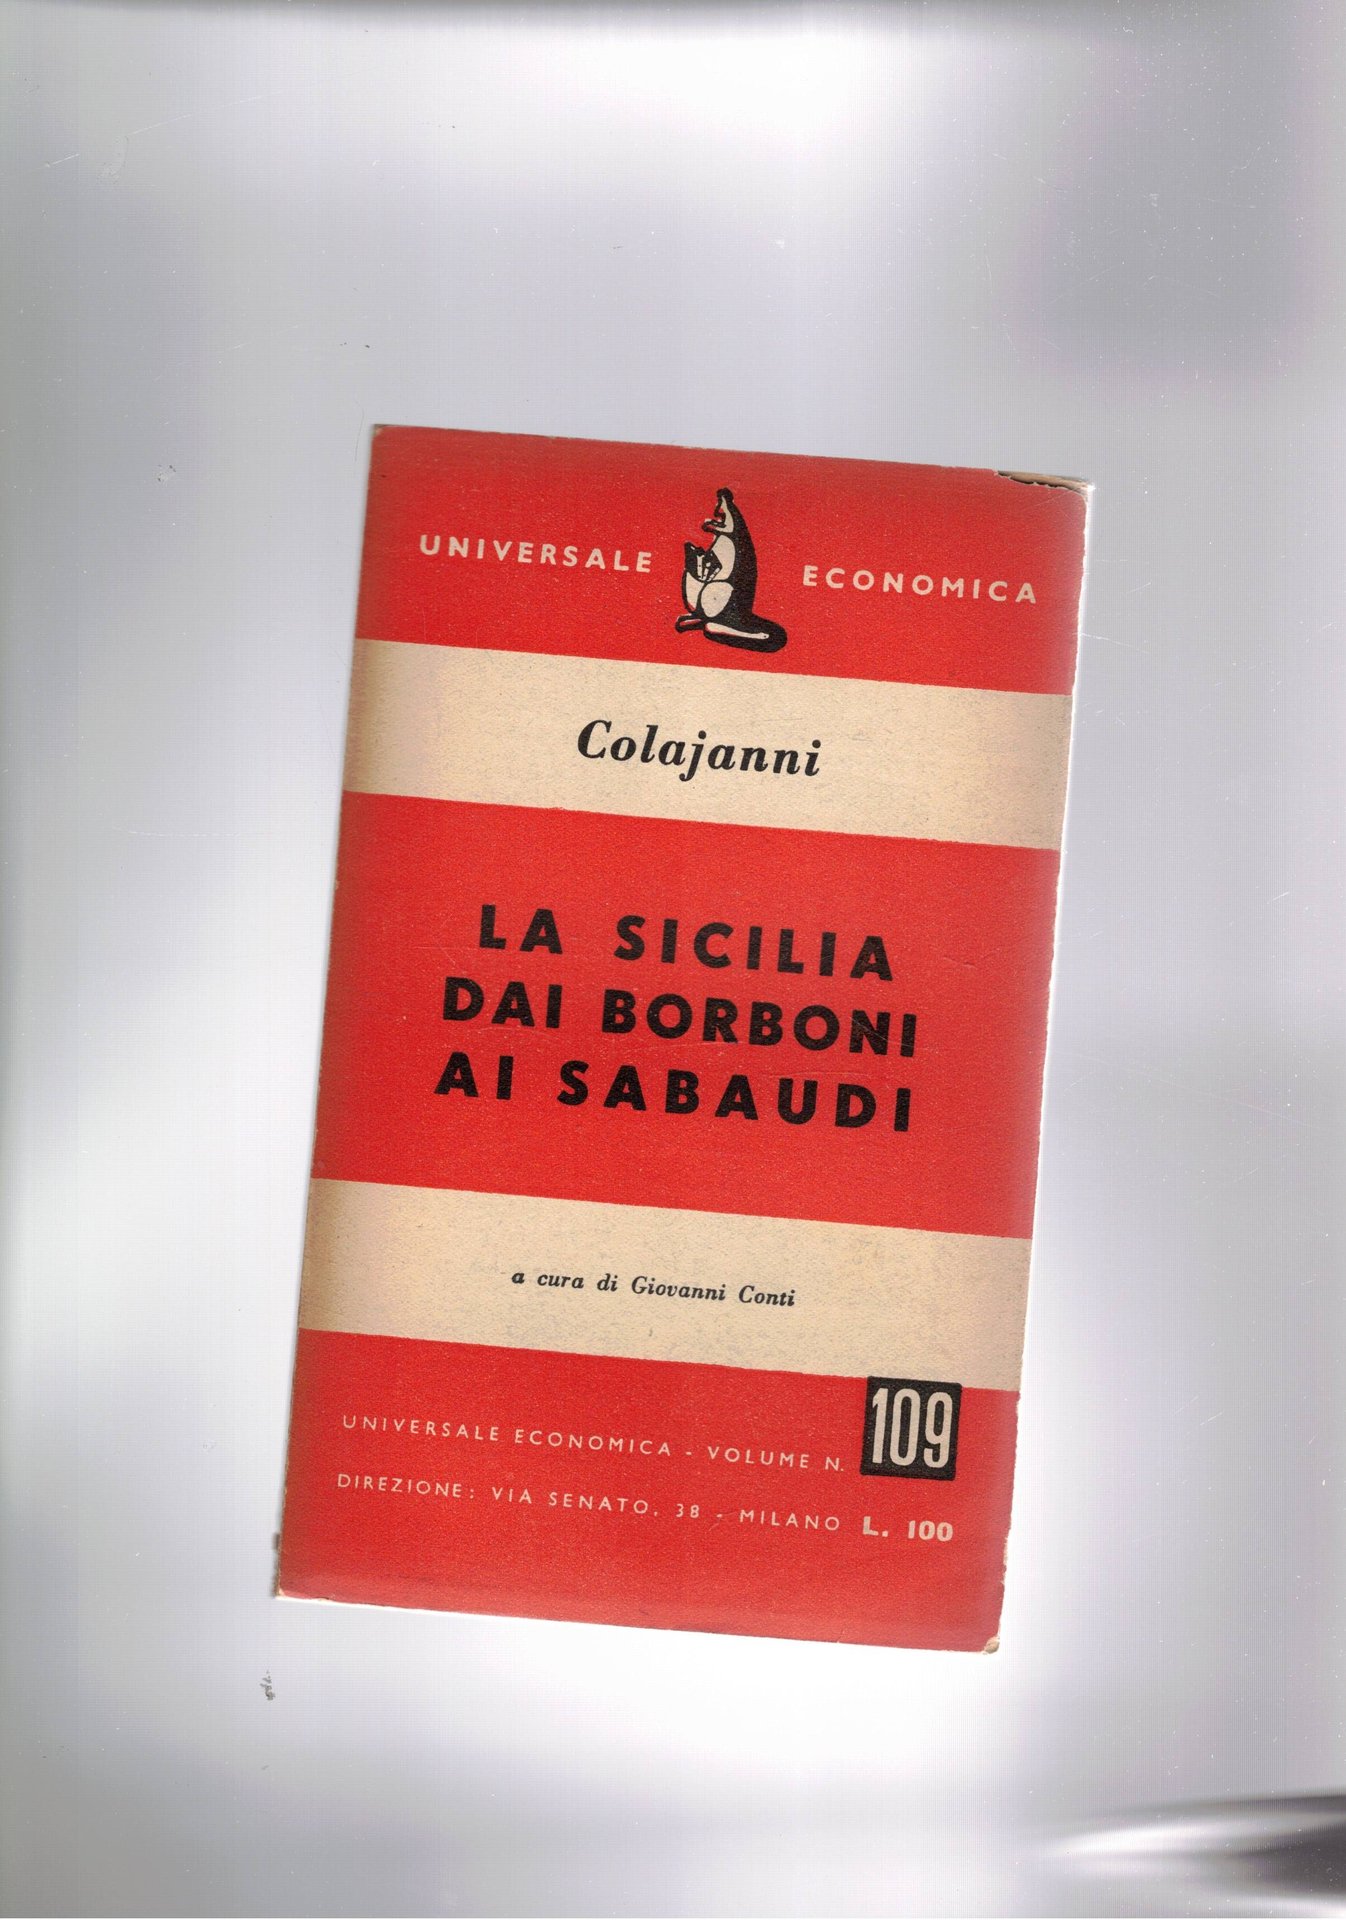 UNIVERSALE ECONOMICA
Colajanni
LA SICILIA
DAI BORBONI
AI SABAUDI
a cura di Giovanni Conti
UNIVERSALE ECONOMICA - VOLUME N. 109
DIREZIONE: VIA SENATO, 38 - MILANO L. 100